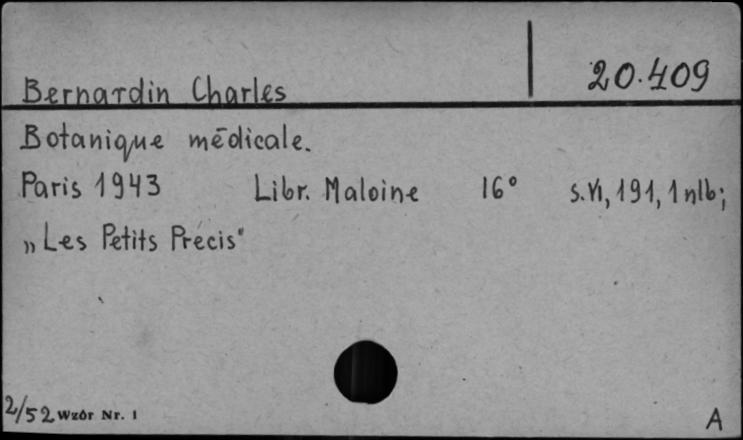 Bernardin Charles 20.409
Botanique médicale.
Paris 1943 Libr. Maloine 16° s.VI, 191, 1 nlb;
„Les Petits Précis"
2/52 Wzór Nr. 1 A